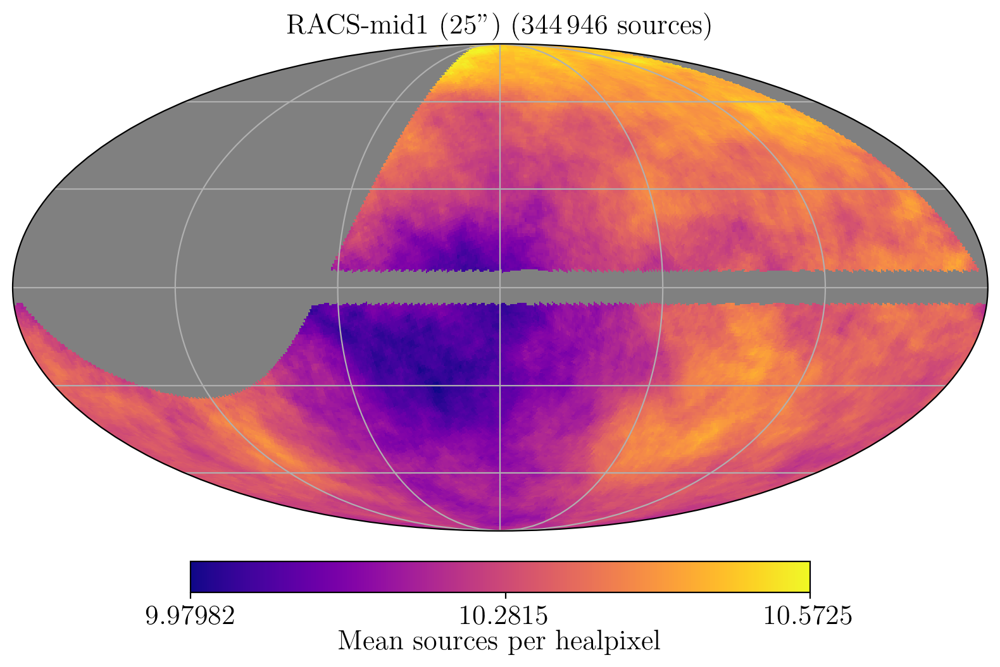 RACS-mid1 (25”) (344 946 sources)
9.97982 10.2815 10.5725
Mean sources per healpixel